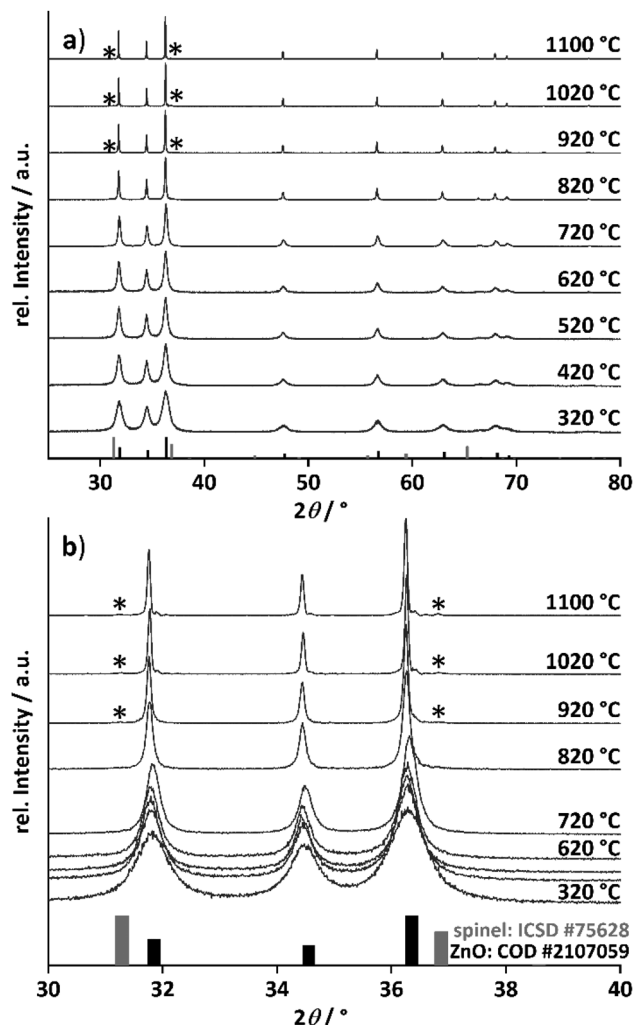 a)
* * 1100 °C
* * 1020 °C
* * 920 °C
820 °C
720 °C
620 °C
520 °C
420 °C
320 °C
rel. Intensity / a.u.
30 40 50 60 70 80
2θ / °
b)
* * 1100 °C
* * 1020 °C
* * 920 °C
820 °C
720 °C
620 °C
320 °C
rel. Intensity / a.u.
spinel: ICSD #75628
ZnO: COD #2107059
30 32 34 36 38 40
2θ / °